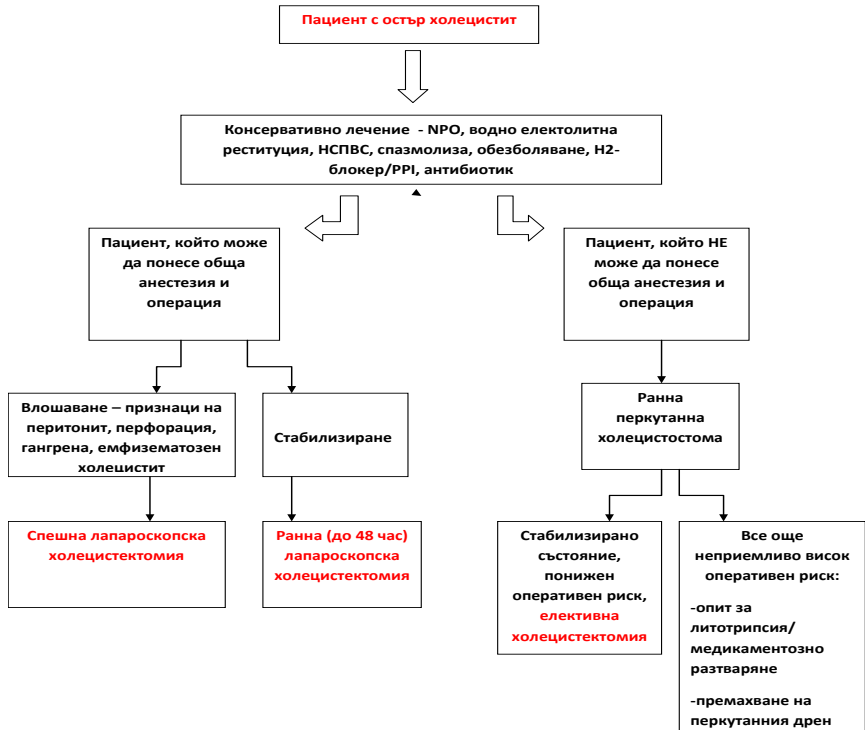 Пациент с остър холецистит
Консервативно лечение - NPO, водно електолитна
реституция, НСПВС, спазмолиза, обезболяване, H2-
блокер/PPI, антибиотик
Пациент, който може
да понесе обща
анестезия и
операция
Пациент, който НЕ
може да понесе
обща анестезия и
операция
Влошаване – признаци на
перитонит, перфорация,
гангрена, емфизематозен
холецистит
Стабилизиране
Ранна
перкутанна
холецистостома
Спешна лапароскопска
холецистектомия
Ранна (до 48 час)
лапароскопска
холецистектомия
Стабилизирано
състояние,
понижен
оперативен риск,
елективна
холецистектомия
Все още
неприемливо висок
оперативен риск:
-опит за
литотрипсия/
медикаментозно
разтваряне
-премахване на
перкутанния дрен